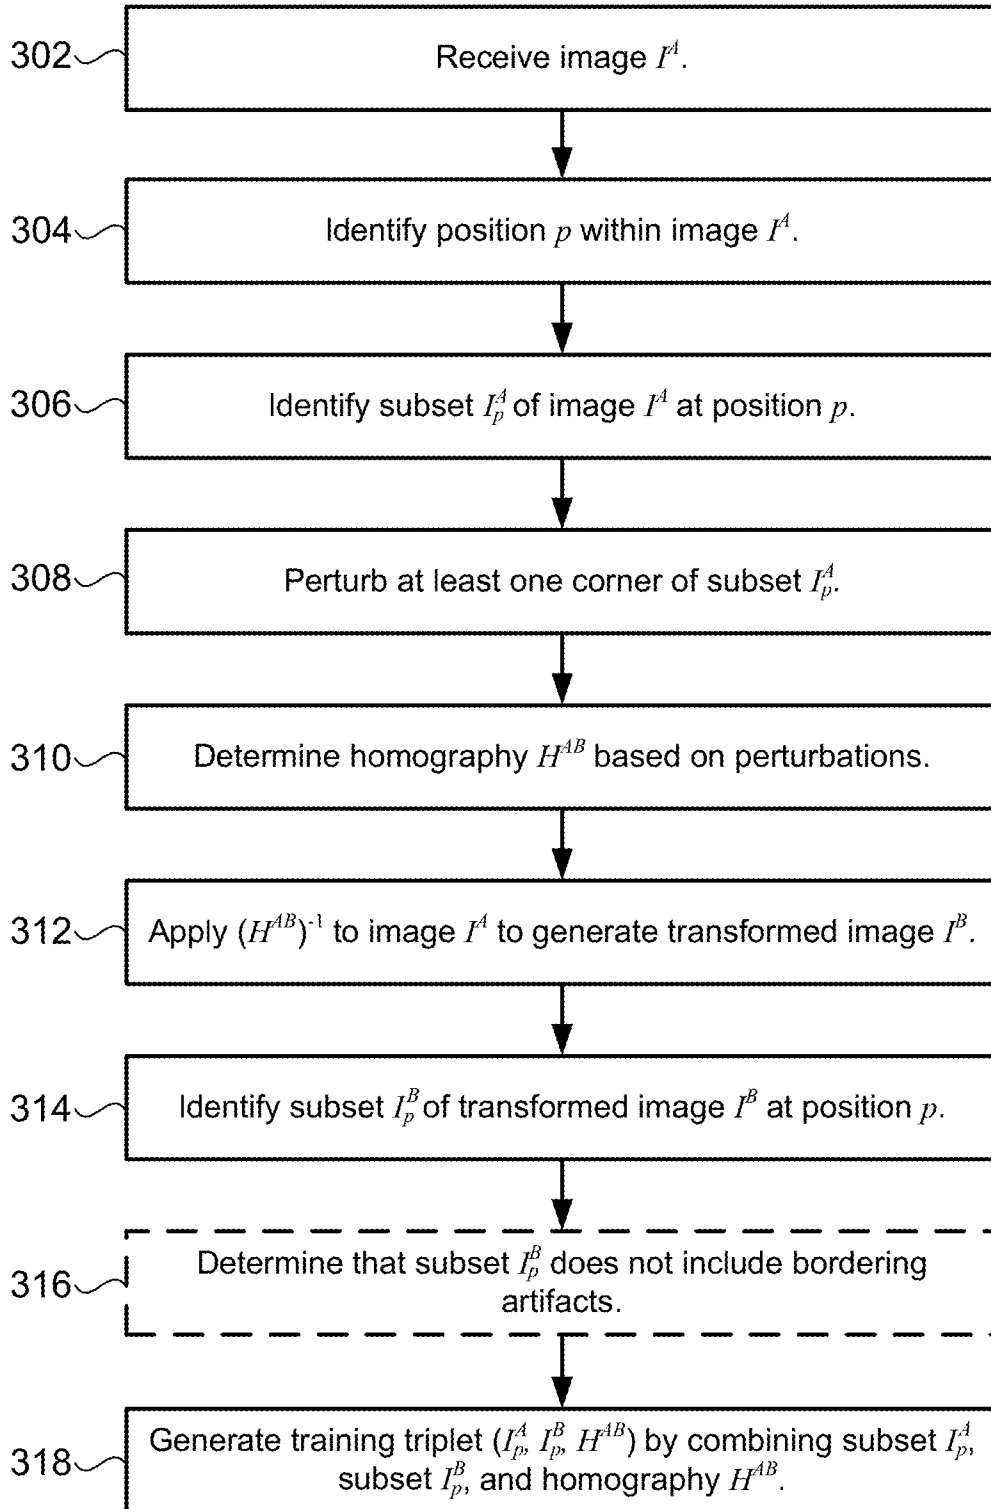 302 Receive image I^A.
304 Identify position p within image I^A.
306 Identify subset I_p^A of image I^A at position p.
308 Perturb at least one corner of subset I_p^A.
310 Determine homography H^AB based on perturbations.
312 Apply (H^AB)^-1 to image I^A to generate transformed image I^B.
314 Identify subset I_p^B of transformed image I^B at position p.
316 Determine that subset I_p^B does not include bordering
artifacts.
318 Generate training triplet (I_p^A, I_p^B, H^AB) by combining subset I_p^A,
subset I_p^B, and homography H^AB.